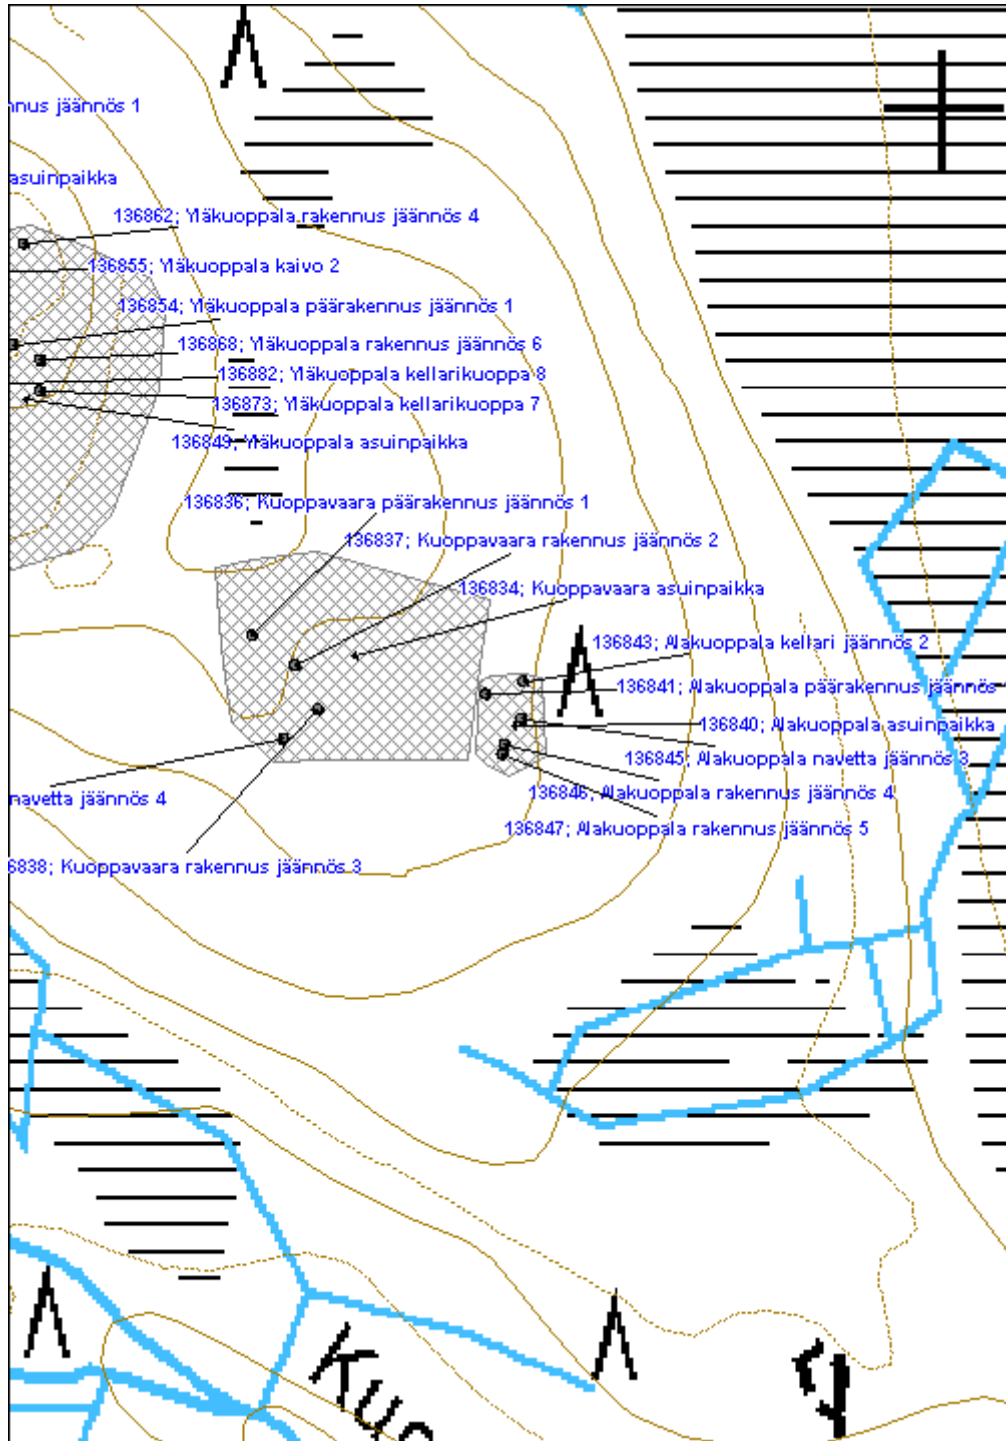 nnus jäännös 1
asuinpaikka
136862; Yläkuoppala rakennus jäännös 4
136855; Yläkuoppala kaivo 2
136854; Yläkuoppala päärakennus jäännös 1
136868; Yläkuoppala rakennus jäännös 6
136882; Yläkuoppala kellarikuoppa 8
136873; Yläkuoppala kellarikuoppa 7
136849; Yläkuoppala asuinpaikka
136836; Kuoppavaara päärakennus jäännös 1
136837; Kuoppavaara rakennus jäännös 2
136834; Kuoppavaara asuinpaikka
136843; Alakuoppala kellari jäännös 2
136841; Alakuoppala päärakennus jäännös
136840; Alakuoppala asuinpaikka
136845; Alakuoppala navetta jäännös 3
navetta jäännös 4
136846; Alakuoppala rakennus jäännös 4
136847; Alakuoppala rakennus jäännös 5
6838; Kuoppavaara rakennus jäännös 3
Kuo